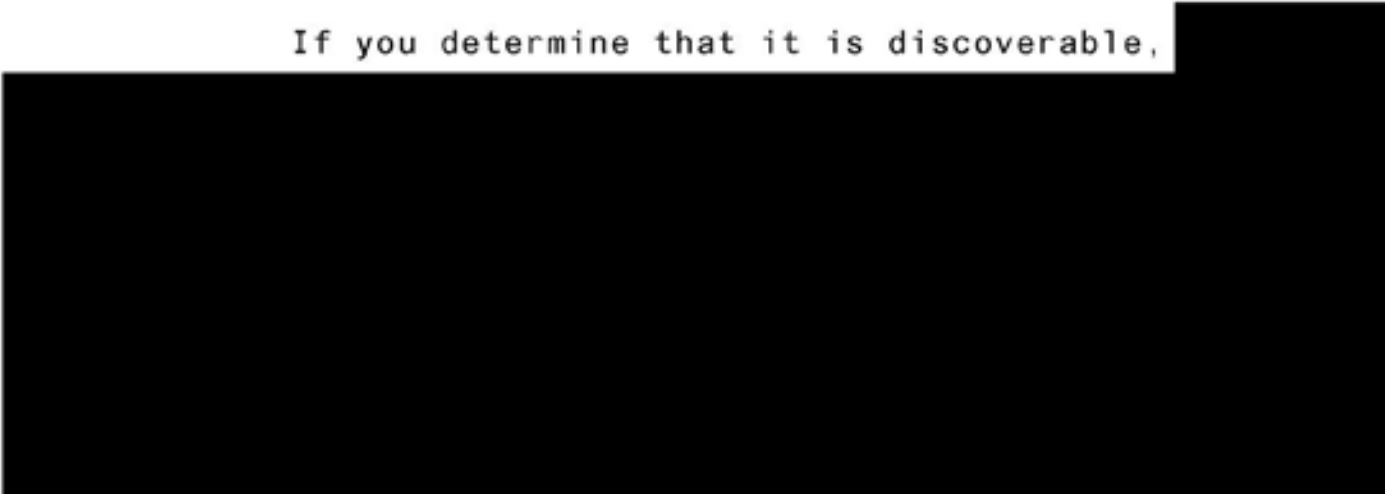 If you determine that it is discoverable,